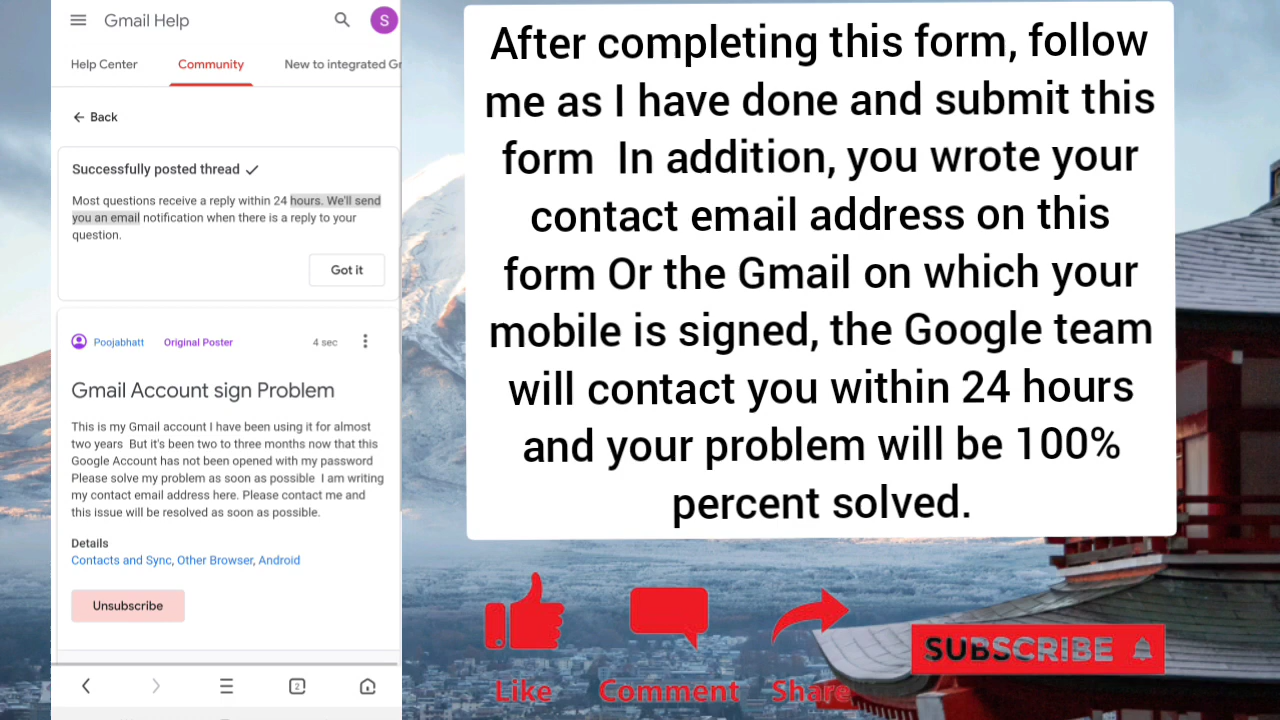 Gmail Help
S
Help Center
Community
New to integrated Gr
Back
Successfully posted thread
Most questions receive a reply within 24 hours. We'll send
you an email notification when there is a reply to your
question.
Got it
Poojabhatt Original Poster 4 sec
Gmail Account sign Problem
This is my Gmail account I have been using it for almost
two years But it's been two to three months now that this
Google Account has not been opened with my password
Please solve my problem as soon as possible I am writing
my contact email address here. Please contact me and
this issue will be resolved as soon as possible.
Details
Contacts and Sync, Other Browser, Android
Unsubscribe
2
After completing this form, follow
me as I have done and submit this
form In addition, you wrote your
contact email address on this
form Or the Gmail on which your
mobile is signed, the Google team
will contact you within 24 hours
and your problem will be 100%
percent solved.
Like
Comment
Share
SUBSCRIBE